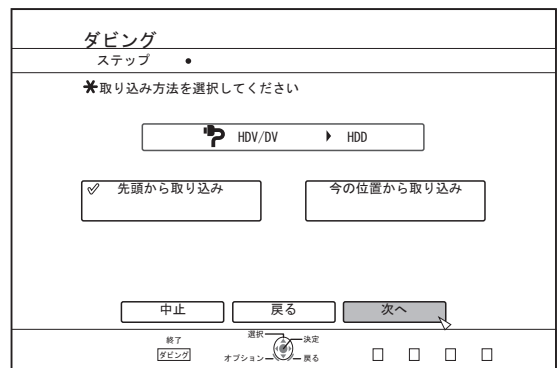 ダビング
ステップ
取り込み方法を選択してください
HDV/DV HDD
先頭から取り込み 今の位置から取り込み
中止 戻る 次へ
終了 選択 決定
ダビング オプション 戻る